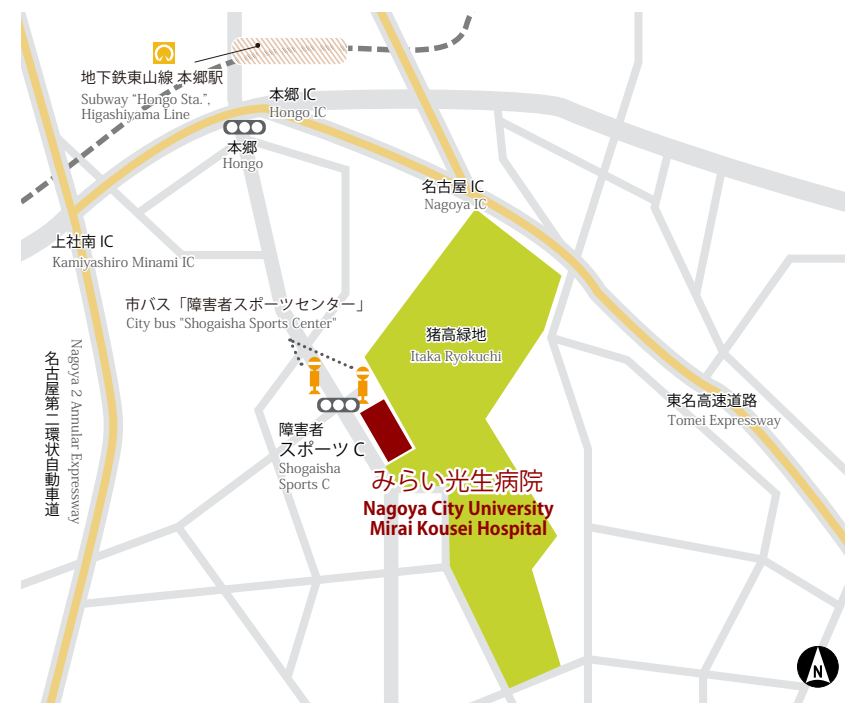 地下鉄東山線 本郷駅
Subway “Hongo Sta.”,
Higashiyama Line
本郷 IC
Hongo IC
本郷
Hongo
名古屋 IC
Nagoya IC
上社南 IC
Kamiyashiro Minami IC
市バス「障害者スポーツセンター」
City bus "Shogaisha Sports Center"
猪高緑地
Itaka Ryokuchi
名古屋第二環状自動車道
Nagoya 2 Annular Expressway
東名高速道路
Tomei Expressway
障害者
スポーツ C
Shogaisha
Sports C
みらい光生病院
Nagoya City University
Mirai Kousei Hospital
N